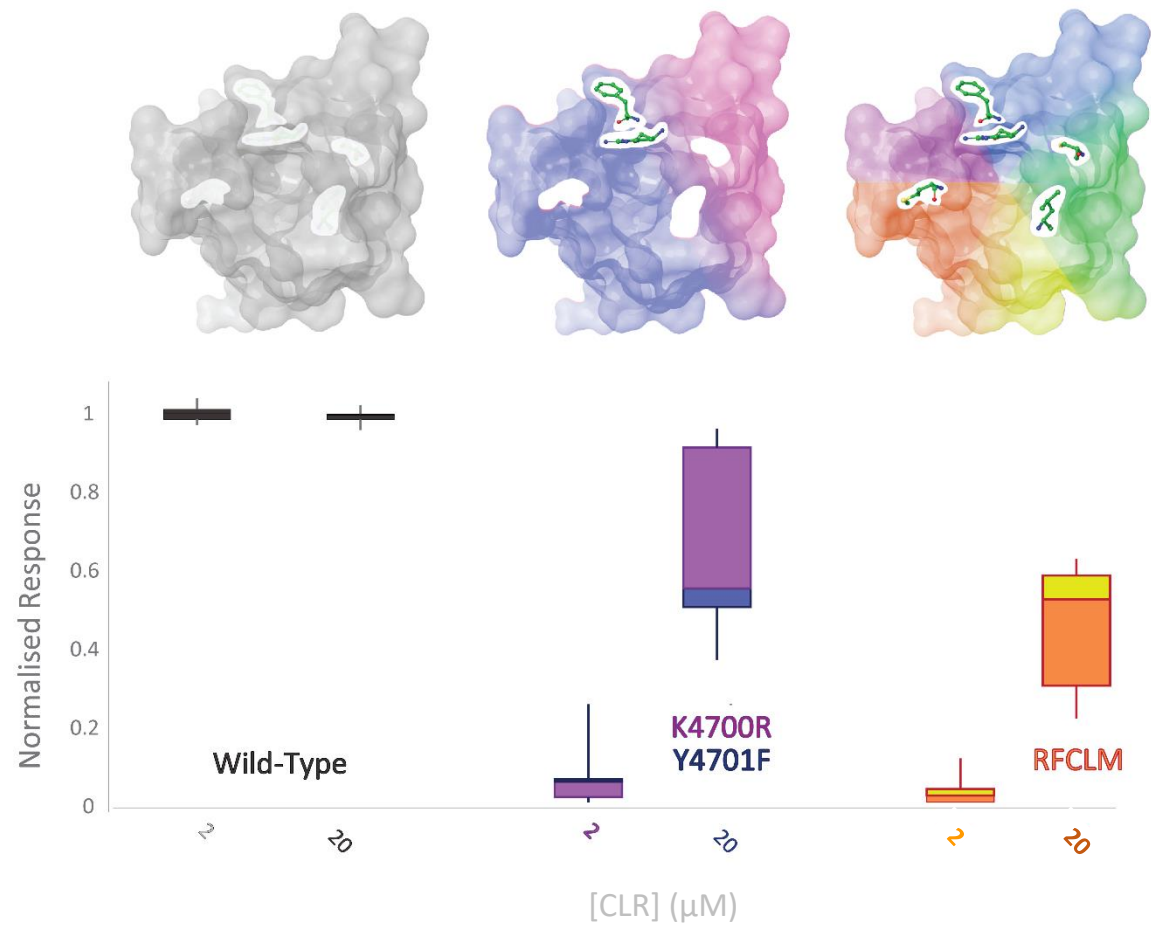 Normalised Response
1
0.8
0.6
0.4
0.2
0
Wild-Type
K4700R
Y4701F
RFCLM
2
20
2
20
2
20
[CLR] (µM)